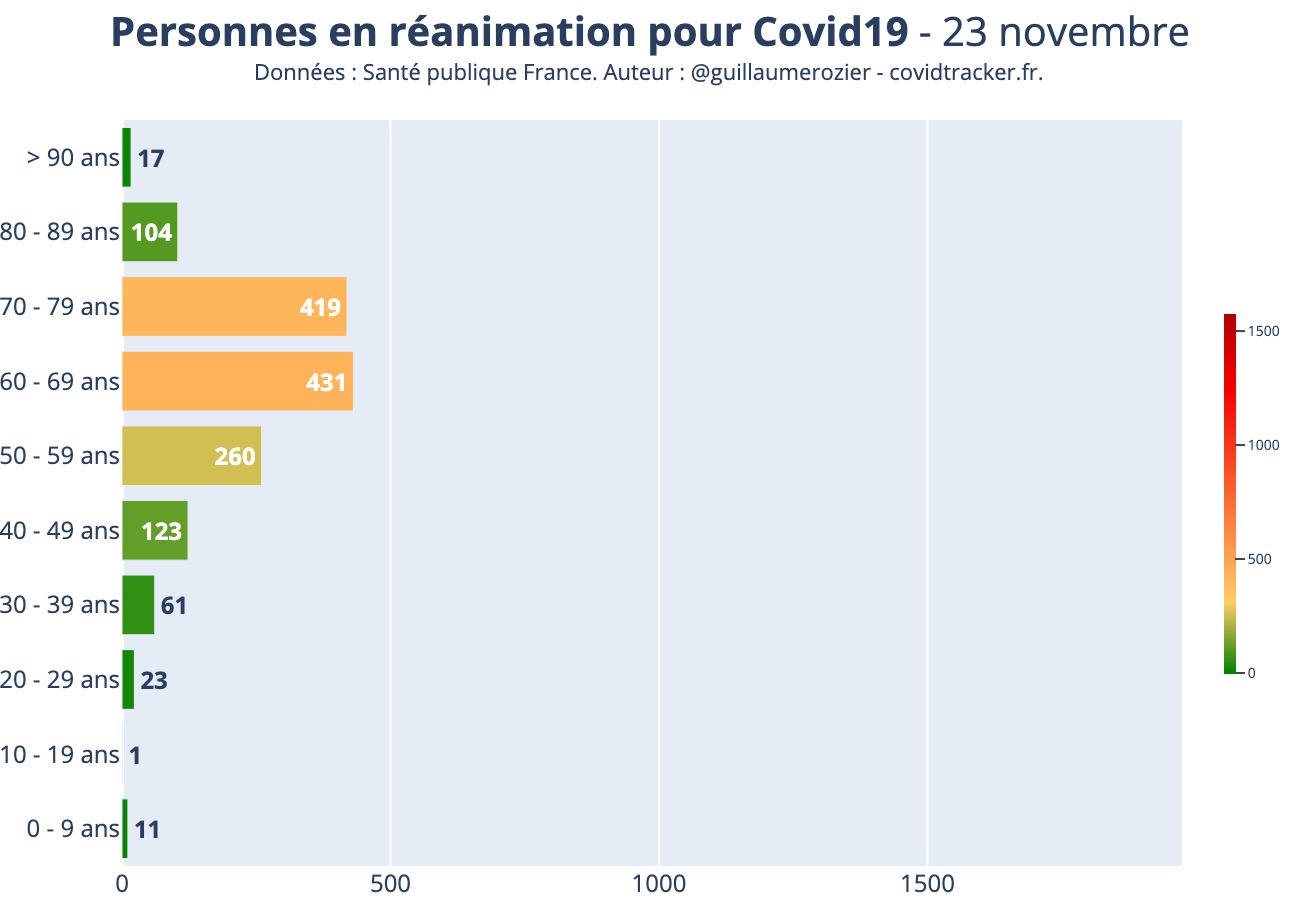 Personnes en réanimation pour Covid19 - 23 novembre
Données : Santé publique France. Auteur : @guillaumerozier - covidtracker.fr.
> 90 ans 17
80 - 89 ans 104
70 - 79 ans 419
60 - 69 ans 431
50 - 59 ans 260
40 - 49 ans 123
30 - 39 ans 61
20 - 29 ans 23
10 - 19 ans 1
0 - 9 ans 11
0 500 1000 1500
1500
1000
500
0